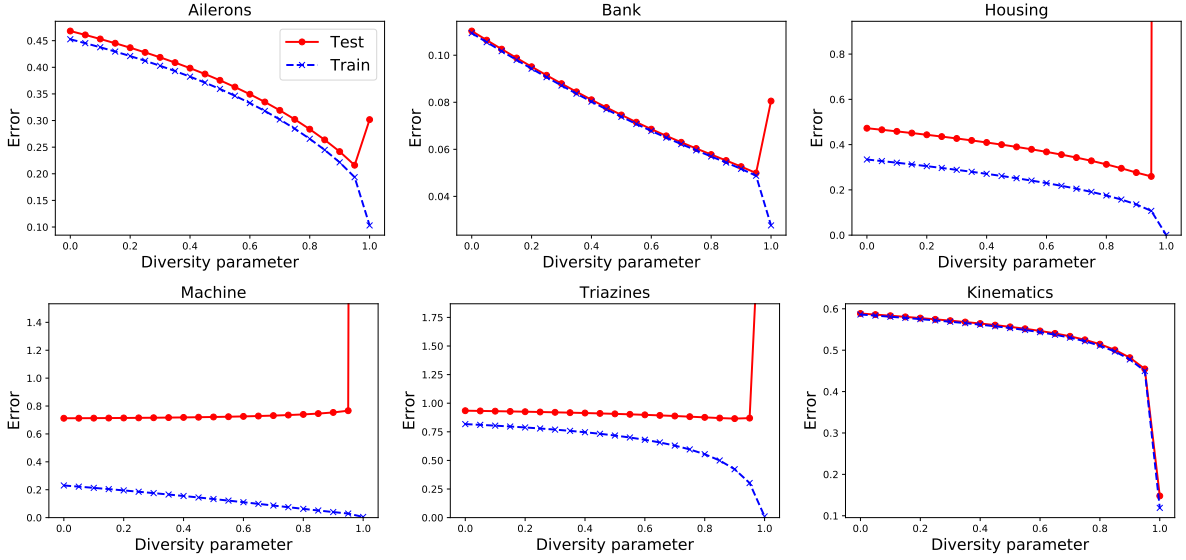 Ailerons
Error
0.45
0.40
0.35
0.30
0.25
0.20
0.15
0.10
Test
Train
0.0 0.2 0.4 0.6 0.8 1.0
Diversity parameter
Bank
Error
0.10
0.08
0.06
0.04
0.0 0.2 0.4 0.6 0.8 1.0
Diversity parameter
Housing
Error
0.8
0.6
0.4
0.2
0.0
0.0 0.2 0.4 0.6 0.8 1.0
Diversity parameter
Machine
Error
1.4
1.2
1.0
0.8
0.6
0.4
0.2
0.0
0.0 0.2 0.4 0.6 0.8 1.0
Diversity parameter
Triazines
Error
1.75
1.50
1.25
1.00
0.75
0.50
0.25
0.00
0.0 0.2 0.4 0.6 0.8 1.0
Diversity parameter
Kinematics
Error
0.6
0.5
0.4
0.3
0.2
0.1
0.0 0.2 0.4 0.6 0.8 1.0
Diversity parameter